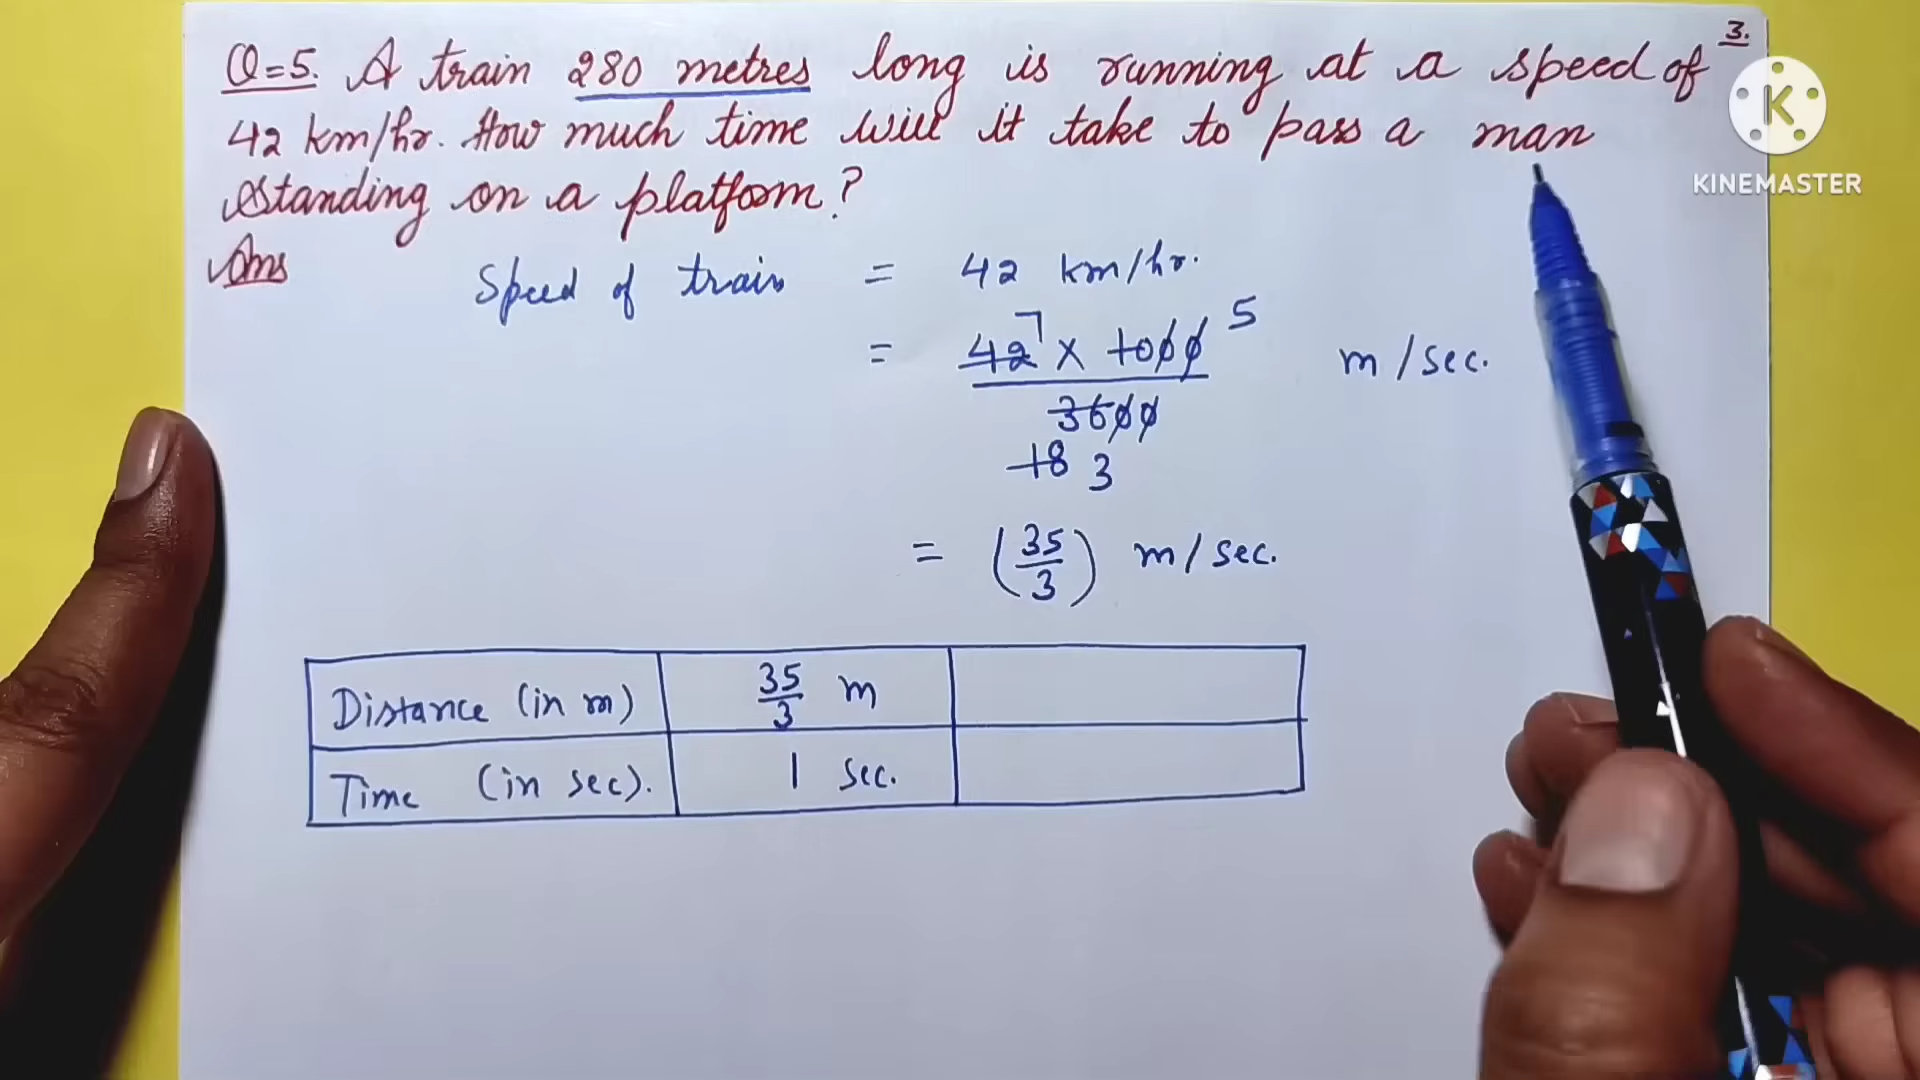 3.
Q=5. A train 280 metres long is running at a speed of
42 km/hr. How much time will it take to pass a man
standing on a platform?
Ans
Speed of train = 42 km/hr.
= 42 7 x 1000 5 m/sec.
3600
18 3
= (35/3) m/sec.
Distance (in m) 35/3 m
Time (in sec). 1 sec.
K
KINEMASTER